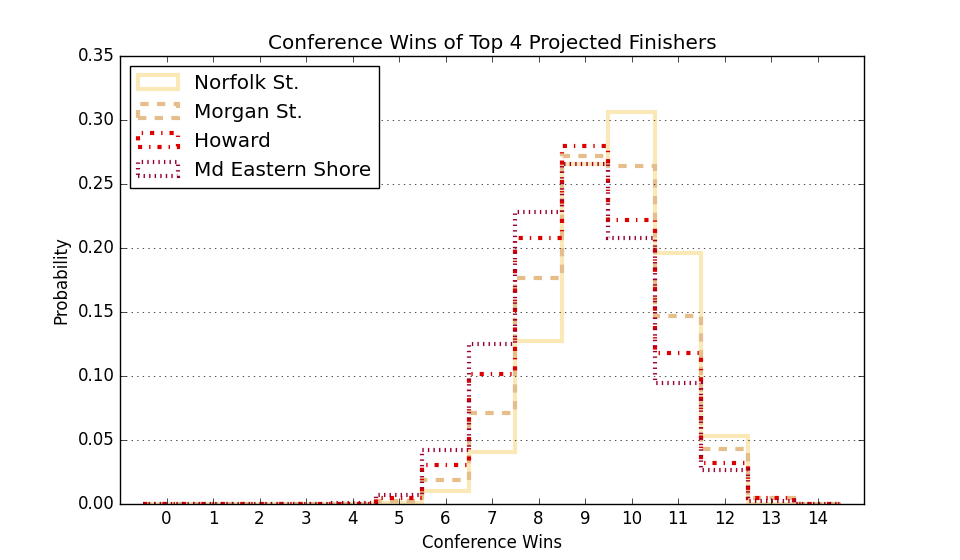 Conference Wins of Top 4 Projected Finishers
Norfolk St.
Morgan St.
Howard
Md Eastern Shore
0.35
0.30
0.25
0.20
0.15
0.10
0.05
0.00
Probability
0 1 2 3 4 5 6 7 8 9 10 11 12 13 14
Conference Wins